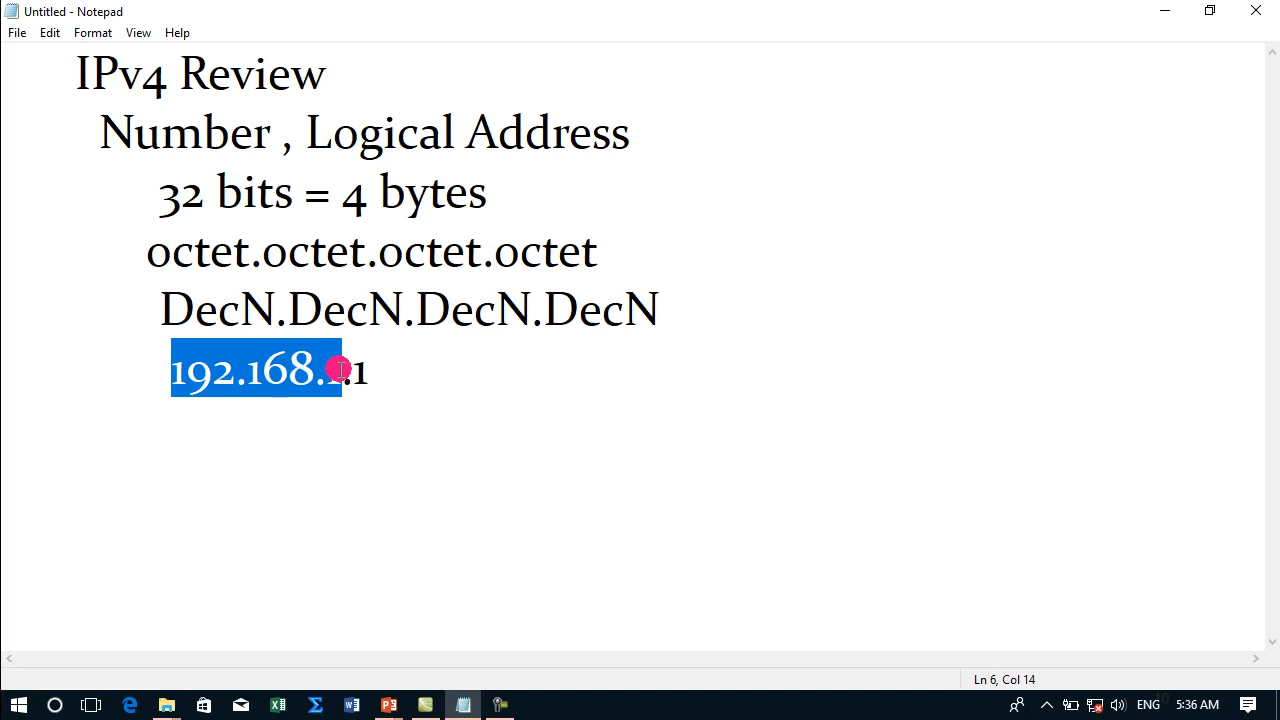 Untitled - Notepad
File Edit Format View Help
IPv4 Review
Number , Logical Address
32 bits = 4 bytes
octet.octet.octet.octet
DecN.DecN.DecN.DecN
192.168.1.1
Ln 6, Col 14
ENG 5:36 AM